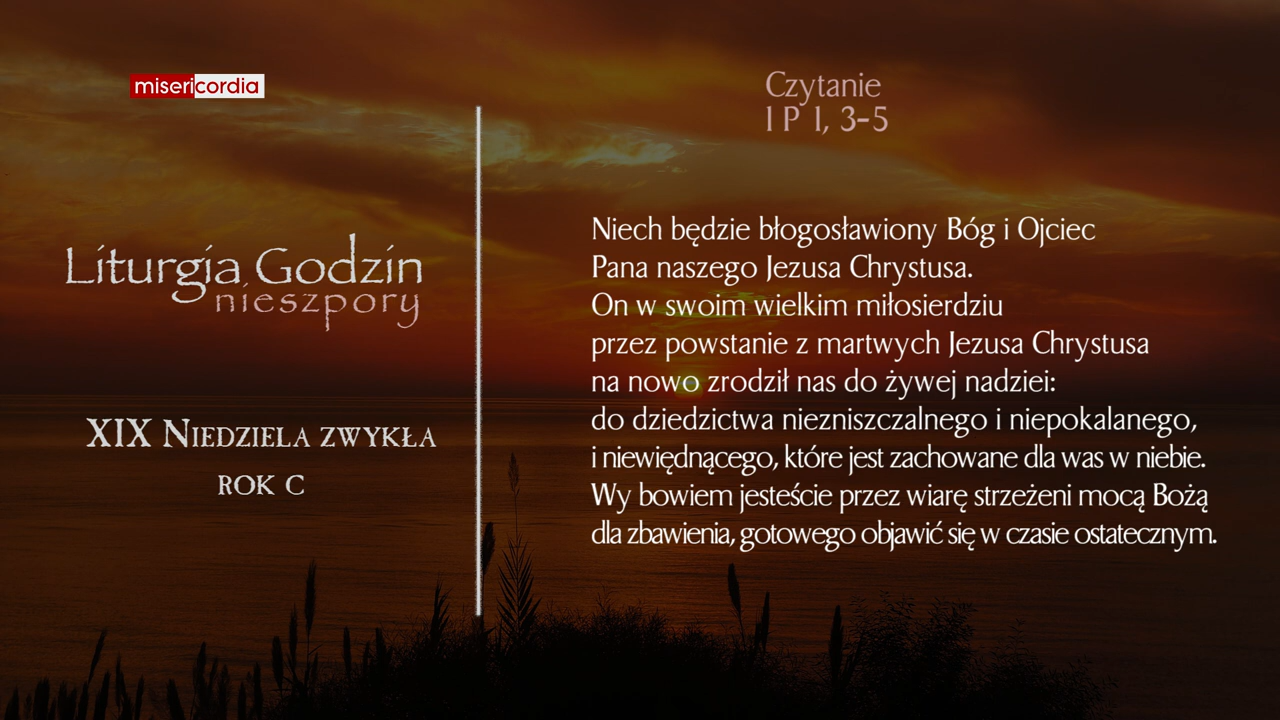 misericordia
Liturgia Godzin
nieszpory
XIX Niedziela zwykła
rok C
Czytanie
1 P 1, 3-5
Niech będzie błogosławiony Bóg i Ojciec
Pana naszego Jezusa Chrystusa.
On w swoim wielkim miłosierdziu
przez powstanie z martwych Jezusa Chrystusa
na nowo zrodził nas do żywej nadziei:
do dziedzictwa niezniszczalnego i niepokalanego,
i niewiędnącego, które jest zachowane dla was w niebie.
Wy bowiem jesteście przez wiarę strzeżeni mocą Bożą
dla zbawienia, gotowego objawić się w czasie ostatecznym.